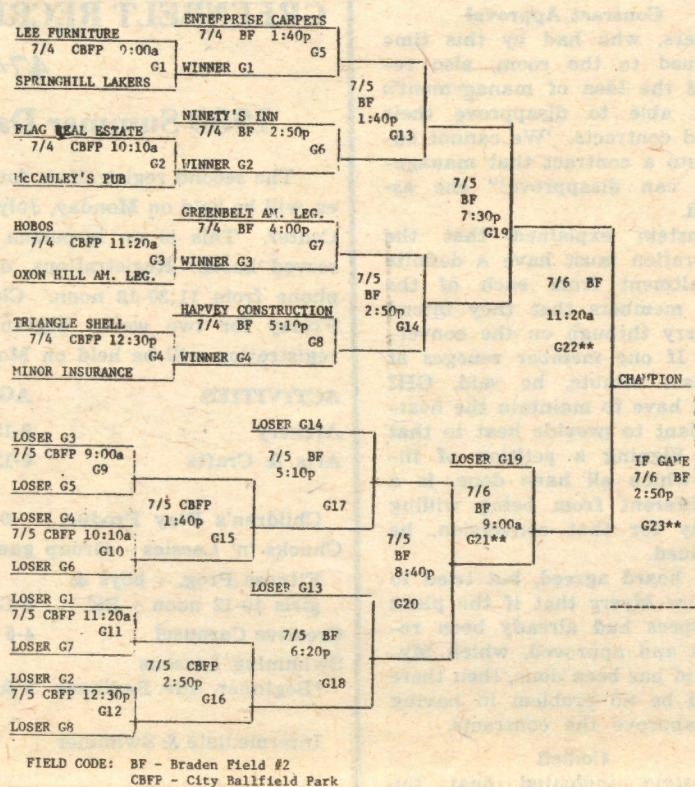 ENTERPRISE CARPETS
LEE FURNITURE
7/4 BF 1:40p
7/4 CBFP 9:00a
G5
G1
WINNER G1
SPRINGHILL LAKERS
7/5
BF
1:40p
G13
NINETY'S INN
FLAG REAL ESTATE
7/4 BF 2:50p
7/4 CBFP 10:10a
G6
G2
WINNER G2
McCAULEY'S PUB
7/5
BF
7:30p
G19
GREENBELT AM. LEG.
HOBOS
7/4 BF 4:00p
7/4 CBFP 11:20a
G7
G3
WINNER G3
OXON HILL AM. LEG.
7/5
BF
2:50p
G14
7/6 BF
11:20a
G22**
HARVEY CONSTRUCTION
TRIANGLE SHELL
7/4 BF 5:10p
7/4 CBFP 12:30p
G8
G4
WINNER G4
MINOR INSURANCE
CHAMPION
LOSER G14
LOSER G3
7/5 CBFP 9:00a
G9
LOSER G5
7/5 BF
5:10p
G17
LOSER G19
7/6
BF
9:00a
G21**
IF GAME
7/6 BF
2:50p
G23**
7/5 CBFP
1:40p
G15
LOSER G4
7/5 CBFP 10:10a
G10
LOSER G6
7/5
BF
8:40p
G20
LOSER G13
LOSER G1
7/5 CBFP 11:20a
G11
LOSER G7
7/5 BF
6:20p
G18
7/5 CBFP
2:50p
G16
LOSER G2
7/5 CBFP 12:30p
G12
LOSER G8
FIELD CODE: BF - Braden Field #2
CBFP - City Ballfield Park